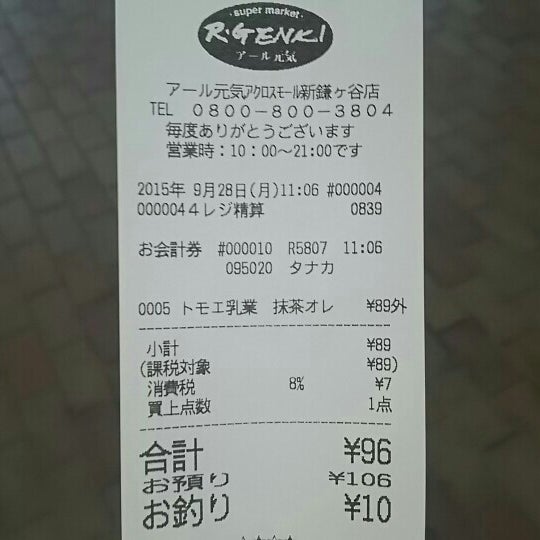 ・super market・
R・GENKI
アール元気
アール元気アクロスモール新鎌ヶ谷店
TEL 0800-800-3804
毎度ありがとうございます
営業時:10:00～21:00です
2015年 9月28日(月)11:06 #000004
0000044レジ精算 0839
お会計券 #000010 R5807 11:06
095020 タナカ
0005 トモエ乳業 抹茶オレ ¥89外
小計 ¥89
(課税対象 ¥89)
消費税 8% ¥7
買上点数 1点
合計 ¥96
お預り ¥106
お釣り ¥10